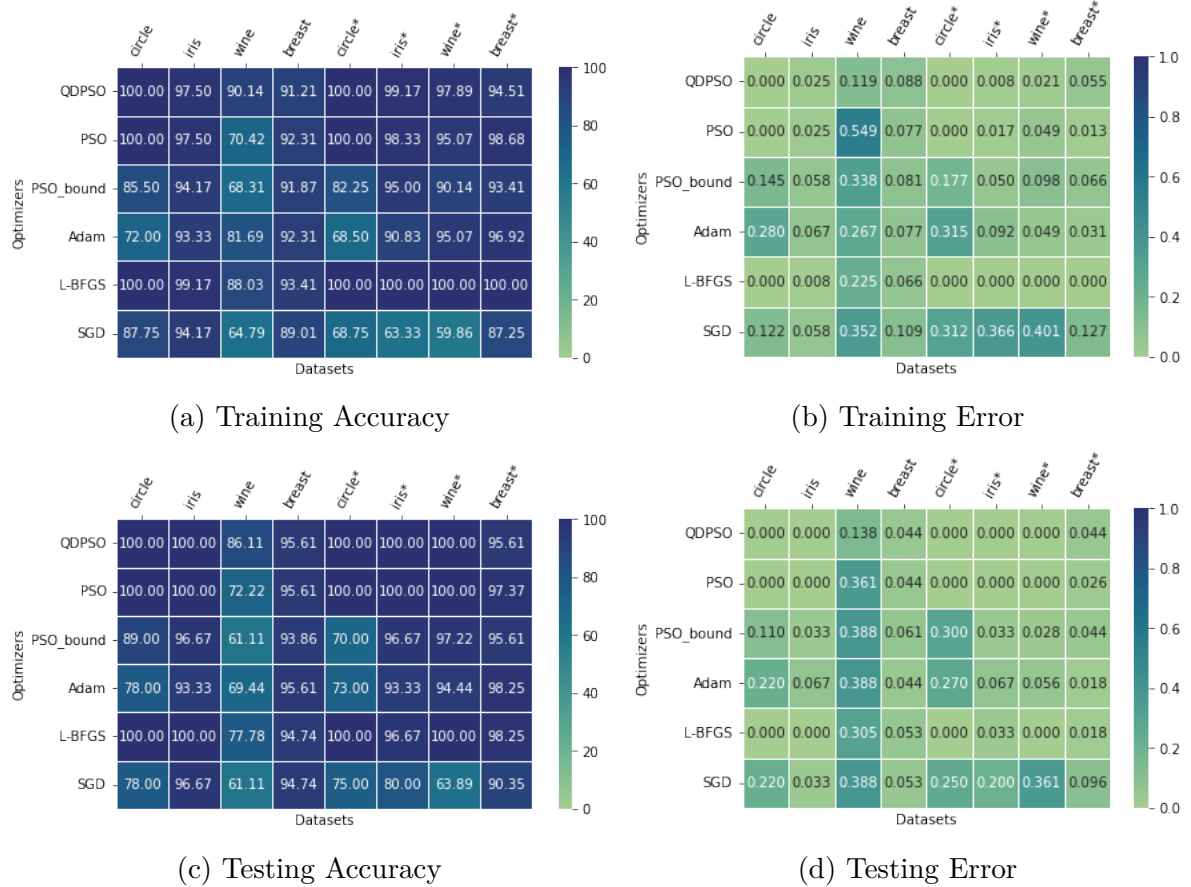 circle iris wine breast circle* iris* wine* breast*
QDPSO 100.00 97.50 90.14 91.21 100.00 99.17 97.89 94.51
PSO 100.00 97.50 70.42 92.31 100.00 98.33 95.07 98.68
PSO_bound 85.50 94.17 68.31 91.87 82.25 95.00 90.14 93.41
Adam 72.00 93.33 81.69 92.31 68.50 90.83 95.07 96.92
L-BFGS 100.00 99.17 88.03 93.41 100.00 100.00 100.00 100.00
SGD 87.75 94.17 64.79 89.01 68.75 63.33 59.86 87.25
Optimizers
Datasets
100
80
60
40
20
0
(a) Training Accuracy
circle iris wine breast circle* iris* wine* breast*
QDPSO 0.000 0.025 0.119 0.088 0.000 0.008 0.021 0.055
PSO 0.000 0.025 0.549 0.077 0.000 0.017 0.049 0.013
PSO_bound 0.145 0.058 0.338 0.081 0.177 0.050 0.098 0.066
Adam 0.280 0.067 0.267 0.077 0.315 0.092 0.049 0.031
L-BFGS 0.000 0.008 0.225 0.066 0.000 0.000 0.000 0.000
SGD 0.122 0.058 0.352 0.109 0.312 0.366 0.401 0.127
Optimizers
Datasets
1.0
0.8
0.6
0.4
0.2
0.0
(b) Training Error
circle iris wine breast circle* iris* wine* breast*
QDPSO 100.00 100.00 86.11 95.61 100.00 100.00 100.00 95.61
PSO 100.00 100.00 72.22 95.61 100.00 100.00 100.00 97.37
PSO_bound 89.00 96.67 61.11 93.86 70.00 96.67 97.22 95.61
Adam 78.00 93.33 69.44 95.61 73.00 93.33 94.44 98.25
L-BFGS 100.00 100.00 77.78 94.74 100.00 96.67 100.00 98.25
SGD 78.00 96.67 61.11 94.74 75.00 80.00 63.89 90.35
Optimizers
Datasets
100
80
60
40
20
0
(c) Testing Accuracy
circle iris wine breast circle* iris* wine* breast*
QDPSO 0.000 0.000 0.138 0.044 0.000 0.000 0.000 0.044
PSO 0.000 0.000 0.361 0.044 0.000 0.000 0.000 0.026
PSO_bound 0.110 0.033 0.388 0.061 0.300 0.033 0.028 0.044
Adam 0.220 0.067 0.388 0.044 0.270 0.067 0.056 0.018
L-BFGS 0.000 0.000 0.305 0.053 0.000 0.033 0.000 0.018
SGD 0.220 0.033 0.388 0.053 0.250 0.200 0.361 0.096
Optimizers
Datasets
1.0
0.8
0.6
0.4
0.2
0.0
(d) Testing Error